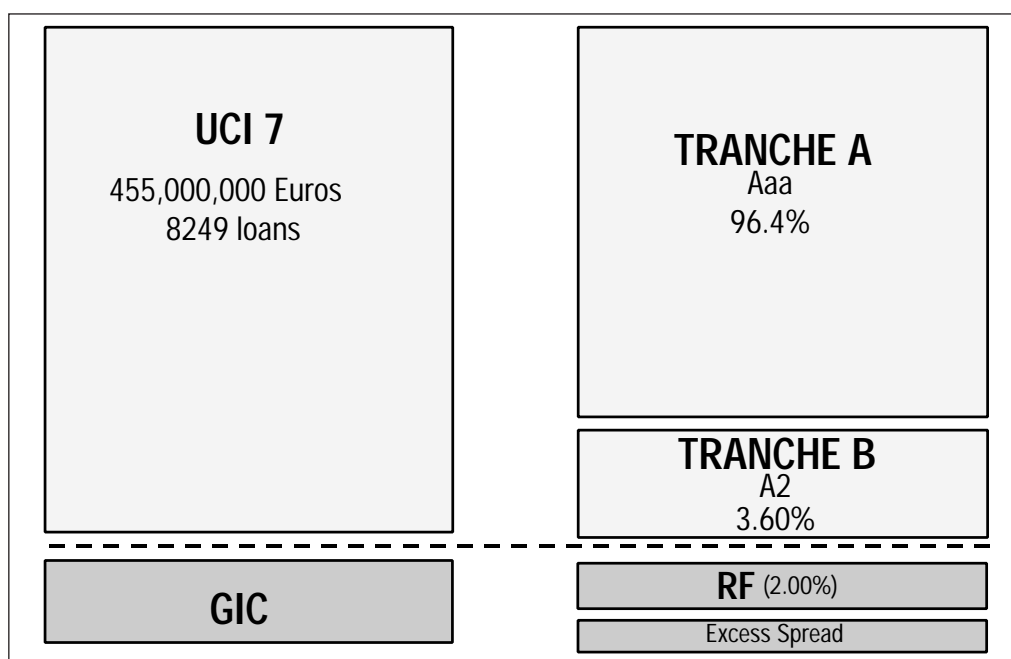 UCI 7
455,000,000 Euros
8249 loans
GIC
TRANCHE A
Aaa
96.4%
TRANCHE B
A2
3.60%
RF (2.00%)
Excess Spread